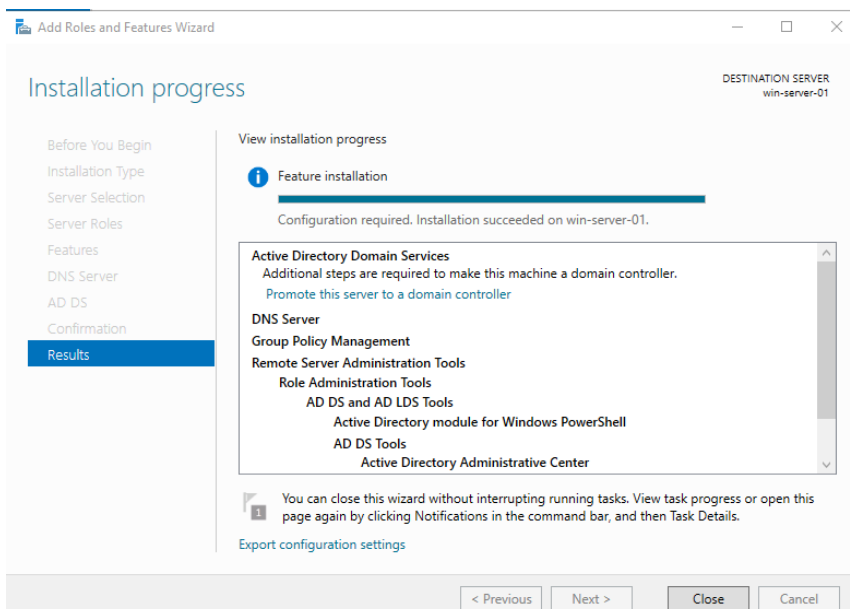 Add Roles and Features Wizard
Installation progress
DESTINATION SERVER
win-server-01
Before You Begin
Installation Type
Server Selection
Server Roles
Features
DNS Server
AD DS
Confirmation
Results
View installation progress
Feature installation
Configuration required. Installation succeeded on win-server-01.
Active Directory Domain Services
Additional steps are required to make this machine a domain controller.
Promote this server to a domain controller
DNS Server
Group Policy Management
Remote Server Administration Tools
Role Administration Tools
AD DS and AD LDS Tools
Active Directory module for Windows PowerShell
AD DS Tools
Active Directory Administrative Center
1
You can close this wizard without interrupting running tasks. View task progress or open this
page again by clicking Notifications in the command bar, and then Task Details.
Export configuration settings
< Previous
Next >
Close
Cancel